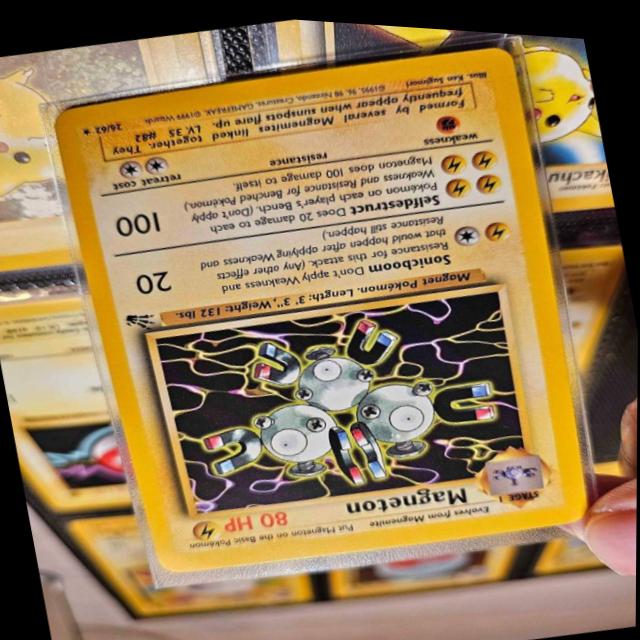 Evolves from Magnemite Put Magneton on the Basic Pokémon
STAGE 1
Magneton 80 HP
Magnet Pokémon. Length: 3' 3", Weight: 132 lbs.
Sonicboom Don't apply Weakness and
Resistance for this attack. (Any other effects
that would happen after applying Weakness and
Resistance still happen.)
20
Selfdestruct Does 20 damage to each
Pokémon on each player's Bench. (Don't apply
Weakness and Resistance for Benched Pokémon.)
Magneton does 100 damage to itself.
100
weakness resistance retreat cost
Formed by several Magnemites linked together. They
frequently appear when sunspots flare up. LV. 35 #82
Illus. Ken Sugimori ©1995, 96, 98 Nintendo, Creatures, GAMEFREAK. ©1999 Wizards. 26/62 ★
Pikachu